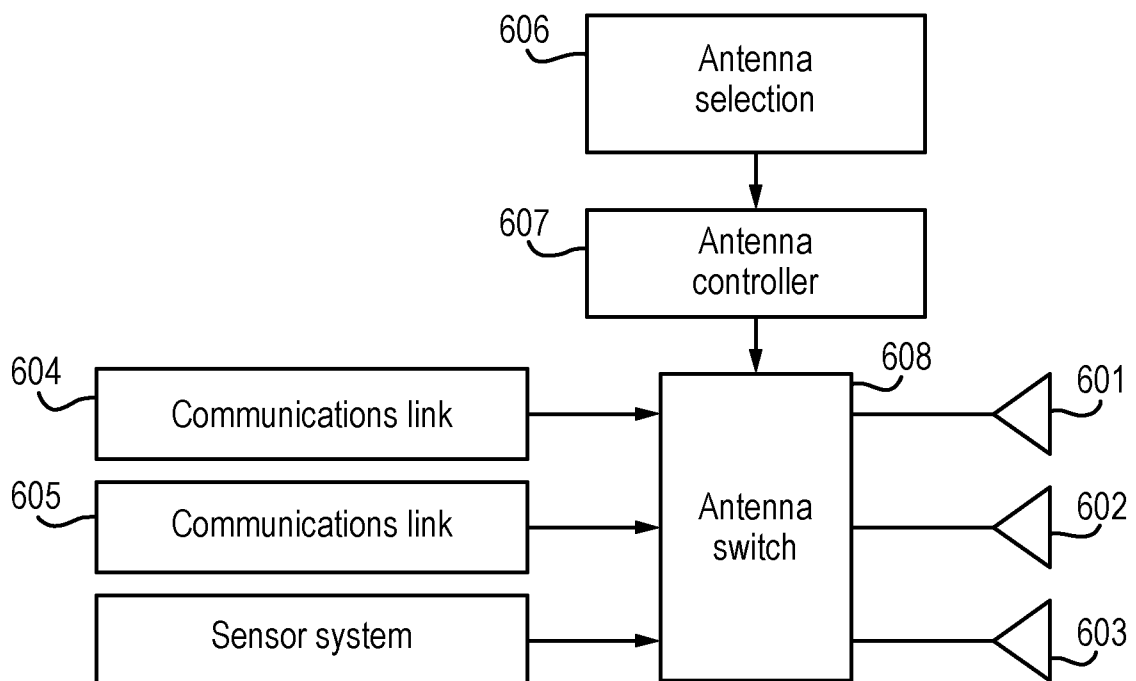 606
Antenna
selection
607
Antenna
controller
604
Communications link
608
601
605
Communications link
Antenna
switch
602
Sensor system
603